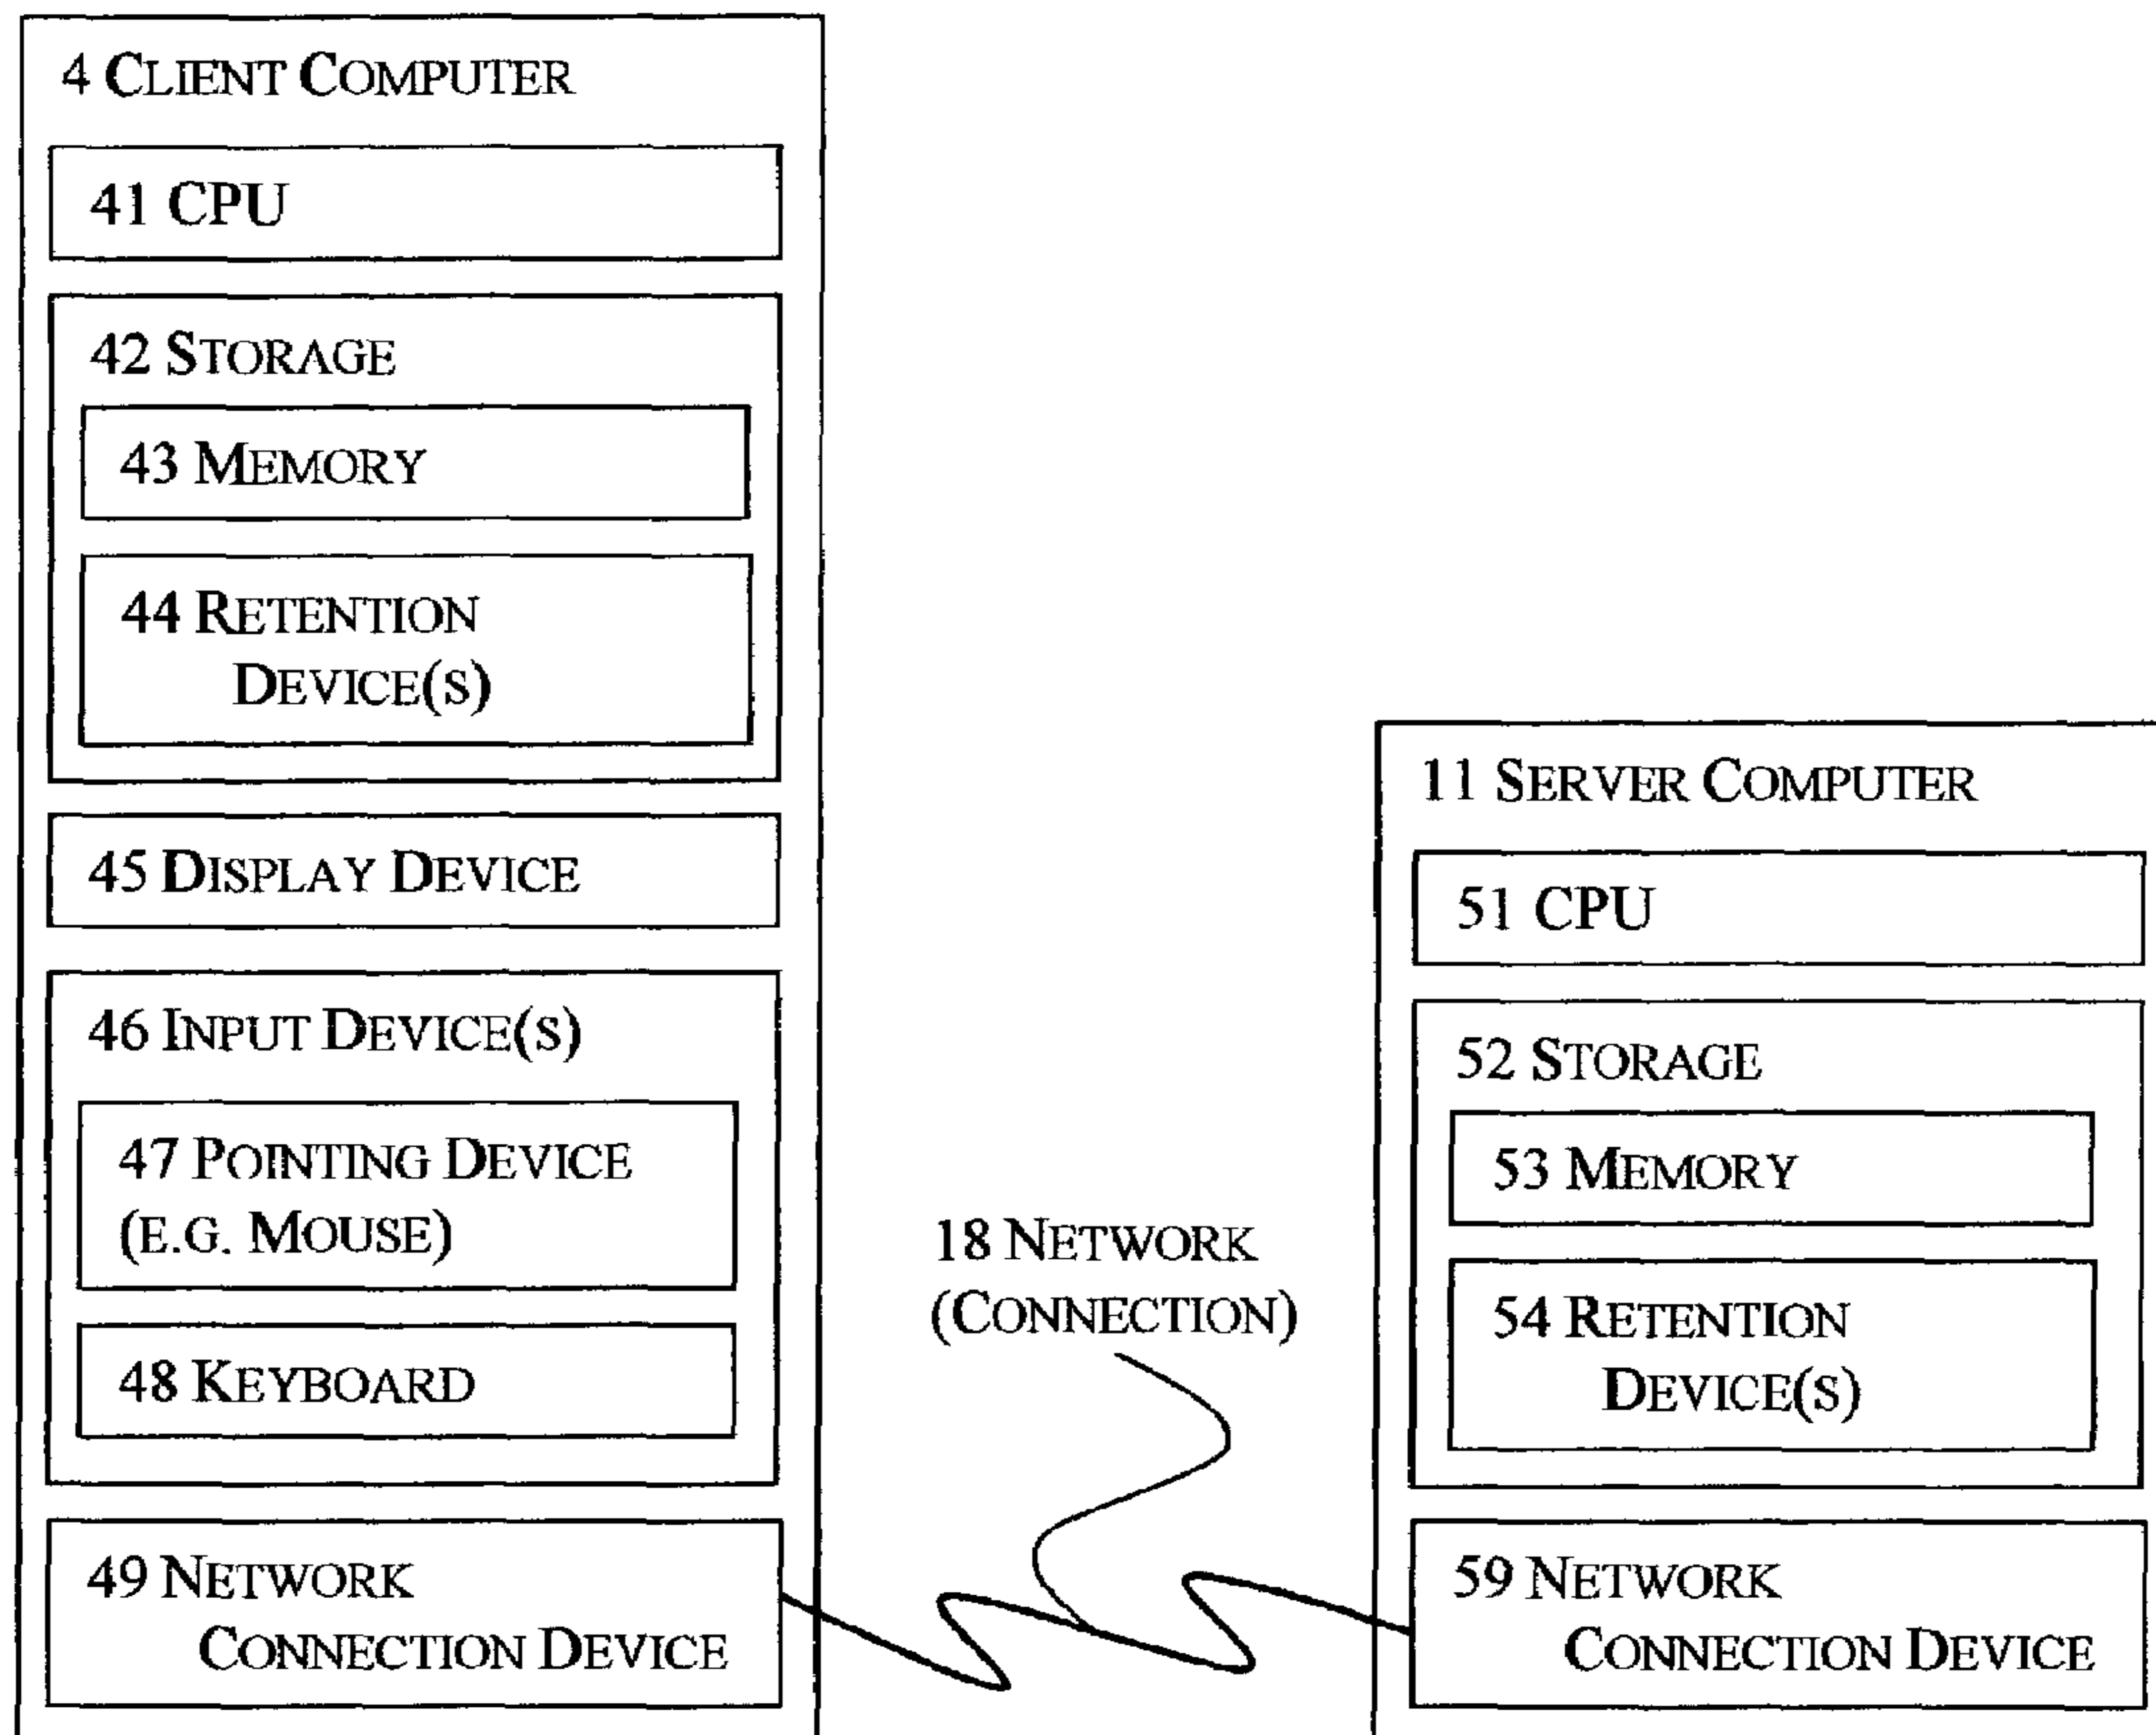 4 CLIENT COMPUTER
41 CPU
42 STORAGE
43 MEMORY
44 RETENTION
DEVICE(S)
45 DISPLAY DEVICE
46 INPUT DEVICE(S)
47 POINTING DEVICE
(E.G. MOUSE)
48 KEYBOARD
49 NETWORK
CONNECTION DEVICE
18 NETWORK
(CONNECTION)
11 SERVER COMPUTER
51 CPU
52 STORAGE
53 MEMORY
54 RETENTION
DEVICE(S)
59 NETWORK
CONNECTION DEVICE